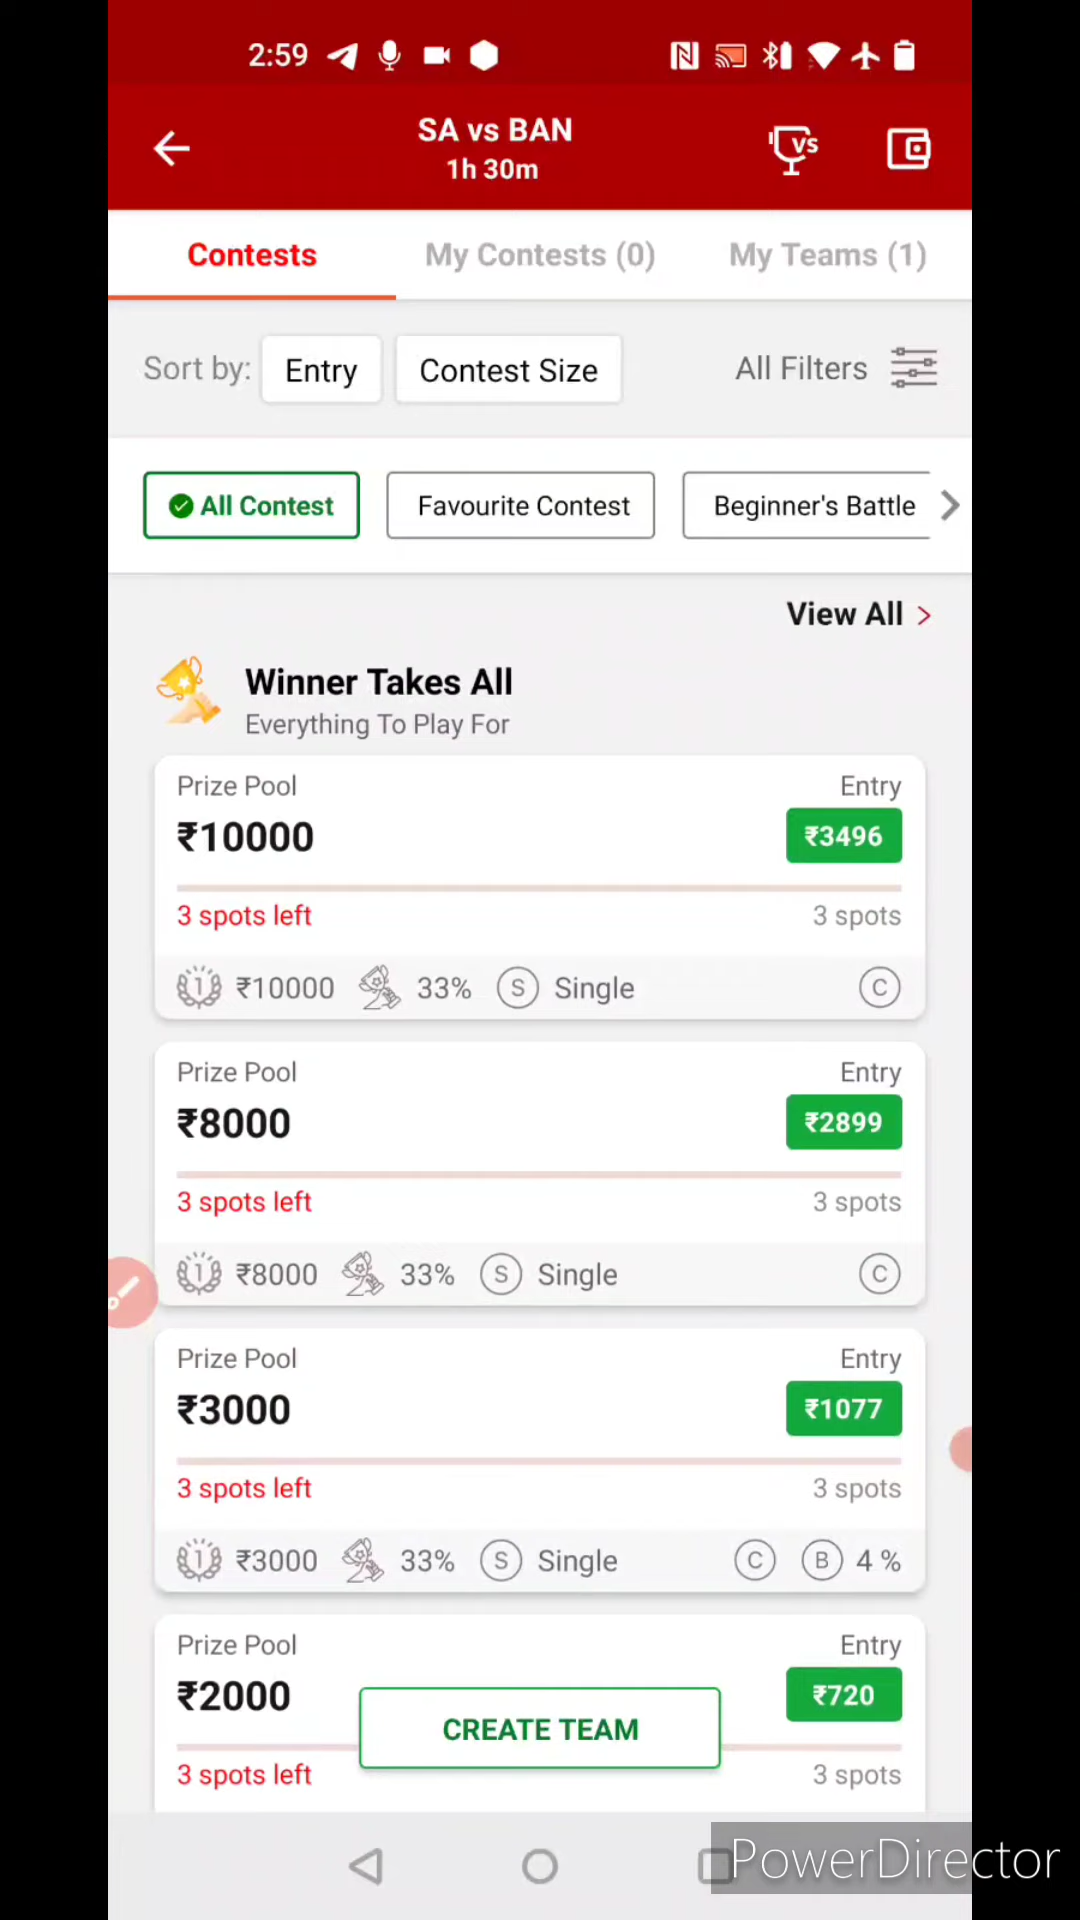 2:59
SA vs BAN
1h 30m
VS
Contests
My Contests (0)
My Teams (1)
Sort by:
Entry
Contest Size
All Filters
All Contest
Favourite Contest
Beginner's Battle
View All >
Winner Takes All
Everything To Play For
Prize Pool
Entry
₹10000
₹3496
3 spots left
3 spots
1 ₹10000 33% S Single C
Prize Pool
Entry
₹8000
₹2899
3 spots left
3 spots
1 ₹8000 33% S Single C
Prize Pool
Entry
₹3000
₹1077
3 spots left
3 spots
1 ₹3000 33% S Single C B 4 %
Prize Pool
Entry
₹2000
₹720
CREATE TEAM
3 spots left
3 spots
PowerDirector